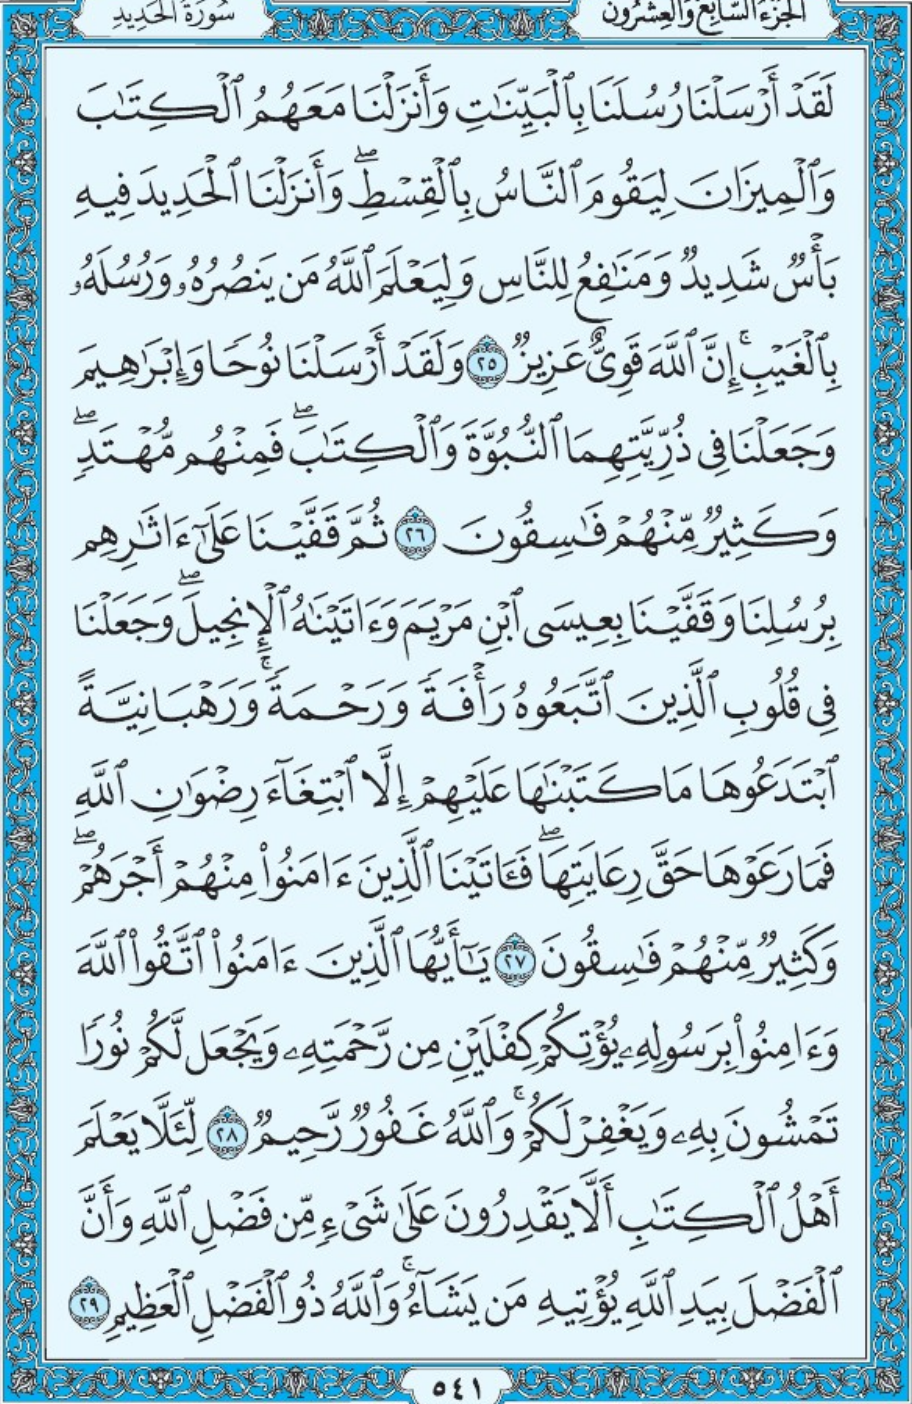 الجزء السابع والعشرون
سورة الحديد
لَقَدْ أَرْسَلْنَا رُسُلَنَا بِٱلْبَيِّنَٰتِ وَأَنزَلْنَا مَعَهُمُ ٱلْكِتَٰبَ
وَٱلْمِيزَانَ لِيَقُومَ ٱلنَّاسُ بِٱلْقِسْطِۖ وَأَنزَلْنَا ٱلْحَدِيدَ فِيهِ
بَأْسٌ شَدِيدٌ وَمَنَٰفِعُ لِلنَّاسِ وَلِيَعْلَمَ ٱللَّهُ مَن يَنصُرُهُۥ وَرُسُلَهُۥ
بِٱلْغَيْبِۚ إِنَّ ٱللَّهَ قَوِىٌّ عَزِيزٌ ٢٥ وَلَقَدْ أَرْسَلْنَا نُوحًا وَإِبْرَٰهِيمَ
وَجَعَلْنَا فِى ذُرِّيَّتِهِمَا ٱلنُّبُوَّةَ وَٱلْكِتَٰبَۖ فَمِنْهُم مُّهْتَدٍۖ
وَكَثِيرٌ مِّنْهُمْ فَٰسِقُونَ ٢٦ ثُمَّ قَفَّيْنَا عَلَىٰٓ ءَاثَٰرِهِم
بِرُسُلِنَا وَقَفَّيْنَا بِعِيسَى ٱبْنِ مَرْيَمَ وَءَاتَيْنَٰهُ ٱلْإِنجِيلَۖ وَجَعَلْنَا
فِى قُلُوبِ ٱلَّذِينَ ٱتَّبَعُوهُ رَأْفَةً وَرَحْمَةًۚ وَرَهْبَانِيَّةً
ٱبْتَدَعُوهَا مَا كَتَبْنَٰهَا عَلَيْهِمْ إِلَّا ٱبْتِغَآءَ رِضْوَٰنِ ٱللَّهِ
فَمَا رَعَوْهَا حَقَّ رِعَايَتِهَاۖ فَـَٔاتَيْنَا ٱلَّذِينَ ءَامَنُوا۟ مِنْهُمْ أَجْرَهُمْۖ
وَكَثِيرٌ مِّنْهُمْ فَٰسِقُونَ ٢٧ يَٰٓأَيُّهَا ٱلَّذِينَ ءَامَنُوا۟ ٱتَّقُوا۟ ٱللَّهَ
وَءَامِنُوا۟ بِرَسُولِهِۦ يُؤْتِكُمْ كِفْلَيْنِ مِن رَّحْمَتِهِۦ وَيَجْعَل لَّكُمْ نُورًا
تَمْشُونَ بِهِۦ وَيَغْفِرْ لَكُمْۚ وَٱللَّهُ غَفُورٌ رَّحِيمٌ ٢٨ لِّئَلَّا يَعْلَمَ
أَهْلُ ٱلْكِتَٰبِ أَلَّا يَقْدِرُونَ عَلَىٰ شَىْءٍ مِّن فَضْلِ ٱللَّهِ وَأَنَّ
ٱلْفَضْلَ بِيَدِ ٱللَّهِ يُؤْتِيهِ مَن يَشَآءُۚ وَٱللَّهُ ذُو ٱلْفَضْلِ ٱلْعَظِيمِ ٢٩
٥٤١